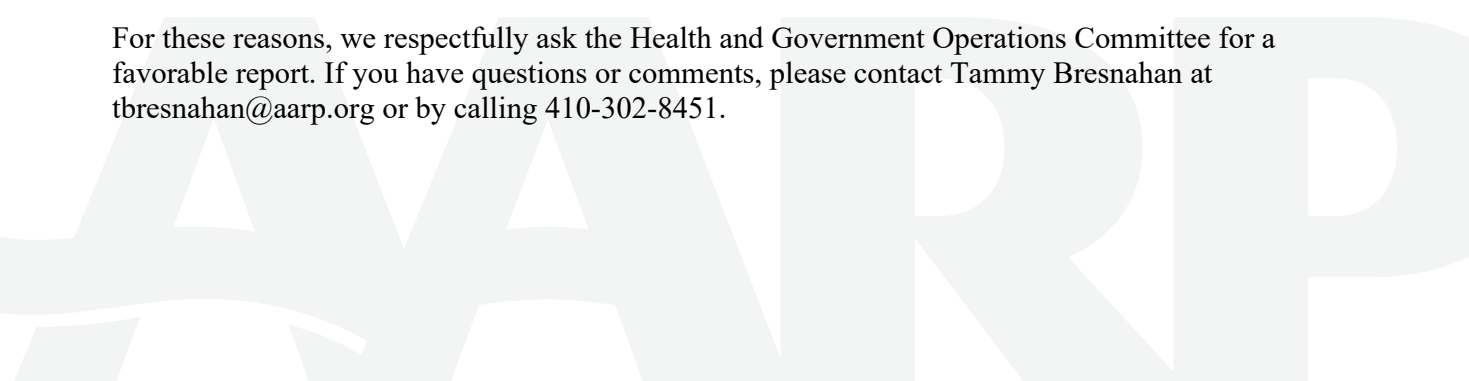 For these reasons, we respectfully ask the Health and Government Operations Committee for a
favorable report. If you have questions or comments, please contact Tammy Bresnahan at
tbresnahan@aarp.org or by calling 410-302-8451.
AARP